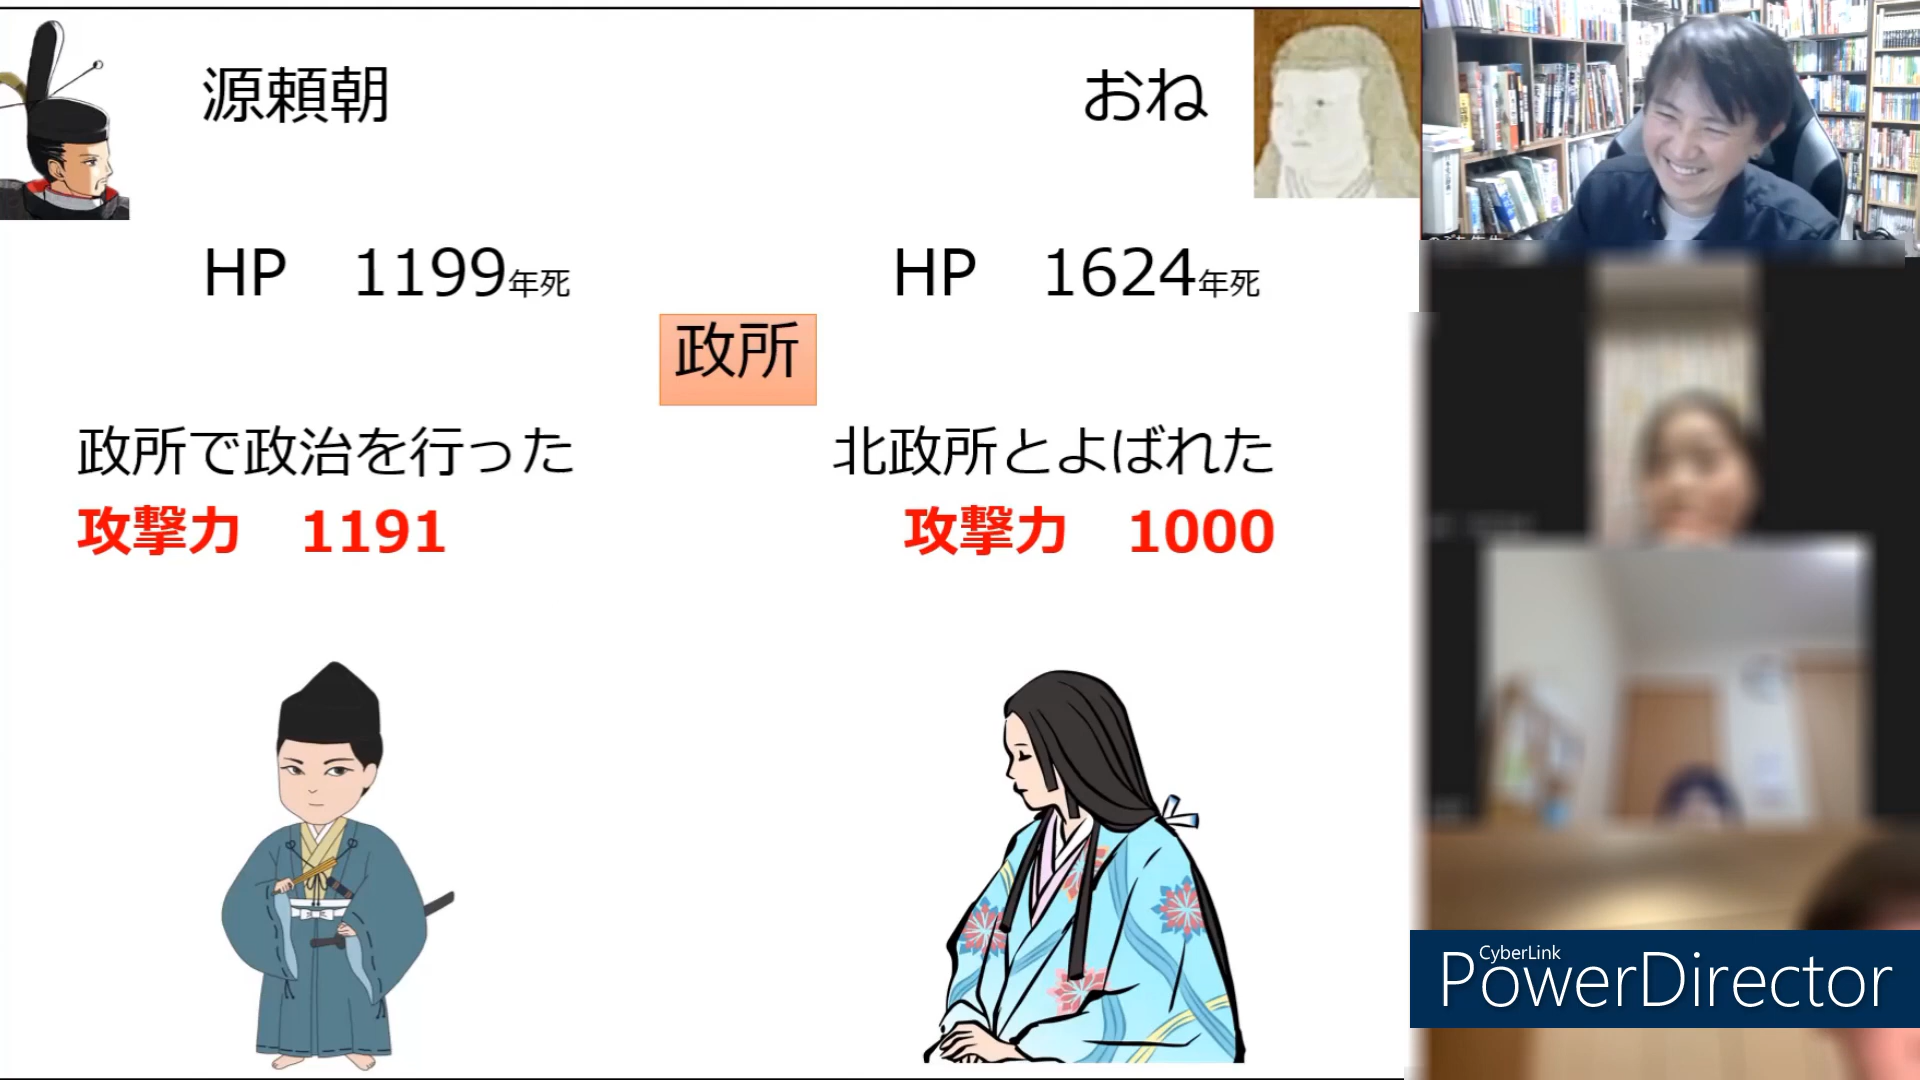 源頼朝
おね
HP 1199年死
HP 1624年死
政所
政所で政治を行った
北政所とよばれた
攻撃力 1191
攻撃力 1000
CyberLink
PowerDirector